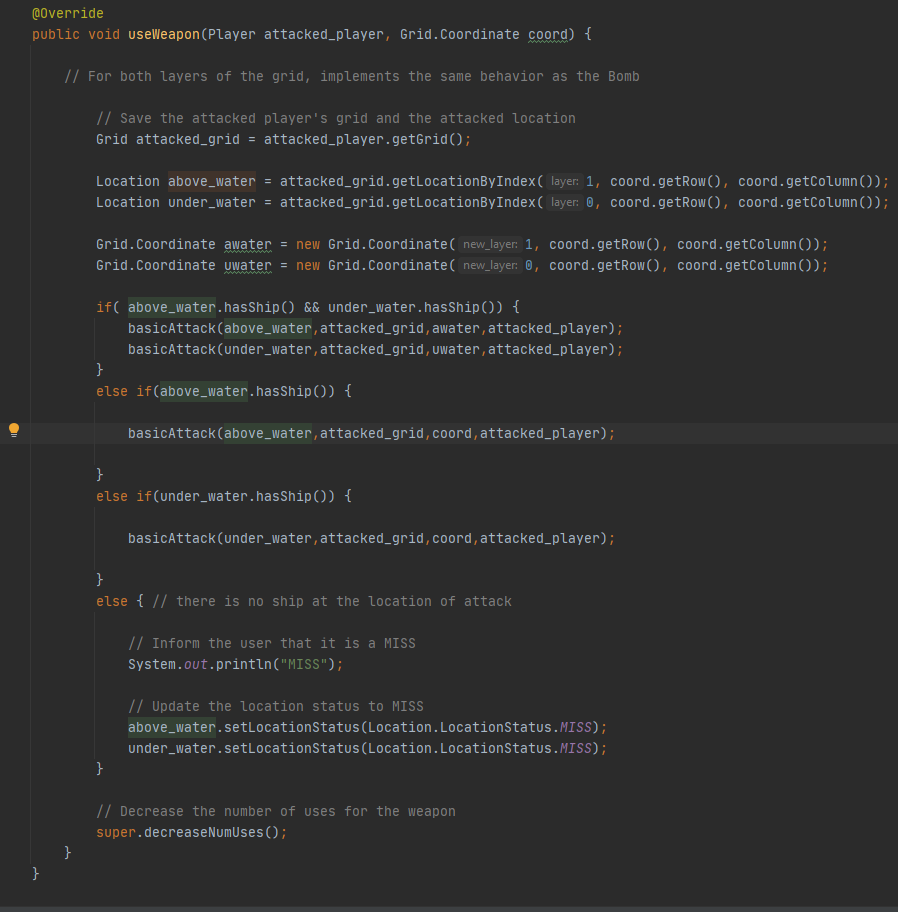 @Override
public void useWeapon(Player attacked_player, Grid.Coordinate coord) {
// For both layers of the grid, implements the same behavior as the Bomb
// Save the attacked player's grid and the attacked location
Grid attacked_grid = attacked_player.getGrid();
Location above_water = attacked_grid.getLocationByIndex( layer: 1, coord.getRow(), coord.getColumn());
Location under_water = attacked_grid.getLocationByIndex( layer: 0, coord.getRow(), coord.getColumn());
Grid.Coordinate awater = new Grid.Coordinate( new_layer: 1, coord.getRow(), coord.getColumn());
Grid.Coordinate uwater = new Grid.Coordinate( new_layer: 0, coord.getRow(), coord.getColumn());
if( above_water.hasShip() && under_water.hasShip()) {
basicAttack(above_water,attacked_grid,awater,attacked_player);
basicAttack(under_water,attacked_grid,uwater,attacked_player);
}
else if(above_water.hasShip()) {
basicAttack(above_water,attacked_grid,coord,attacked_player);
}
else if(under_water.hasShip()) {
basicAttack(under_water,attacked_grid,coord,attacked_player);
}
else { // there is no ship at the location of attack
// Inform the user that it is a MISS
System.out.println("MISS");
// Update the location status to MISS
above_water.setLocationStatus(Location.LocationStatus.MISS);
under_water.setLocationStatus(Location.LocationStatus.MISS);
}
// Decrease the number of uses for the weapon
super.decreaseNumUses();
}
}